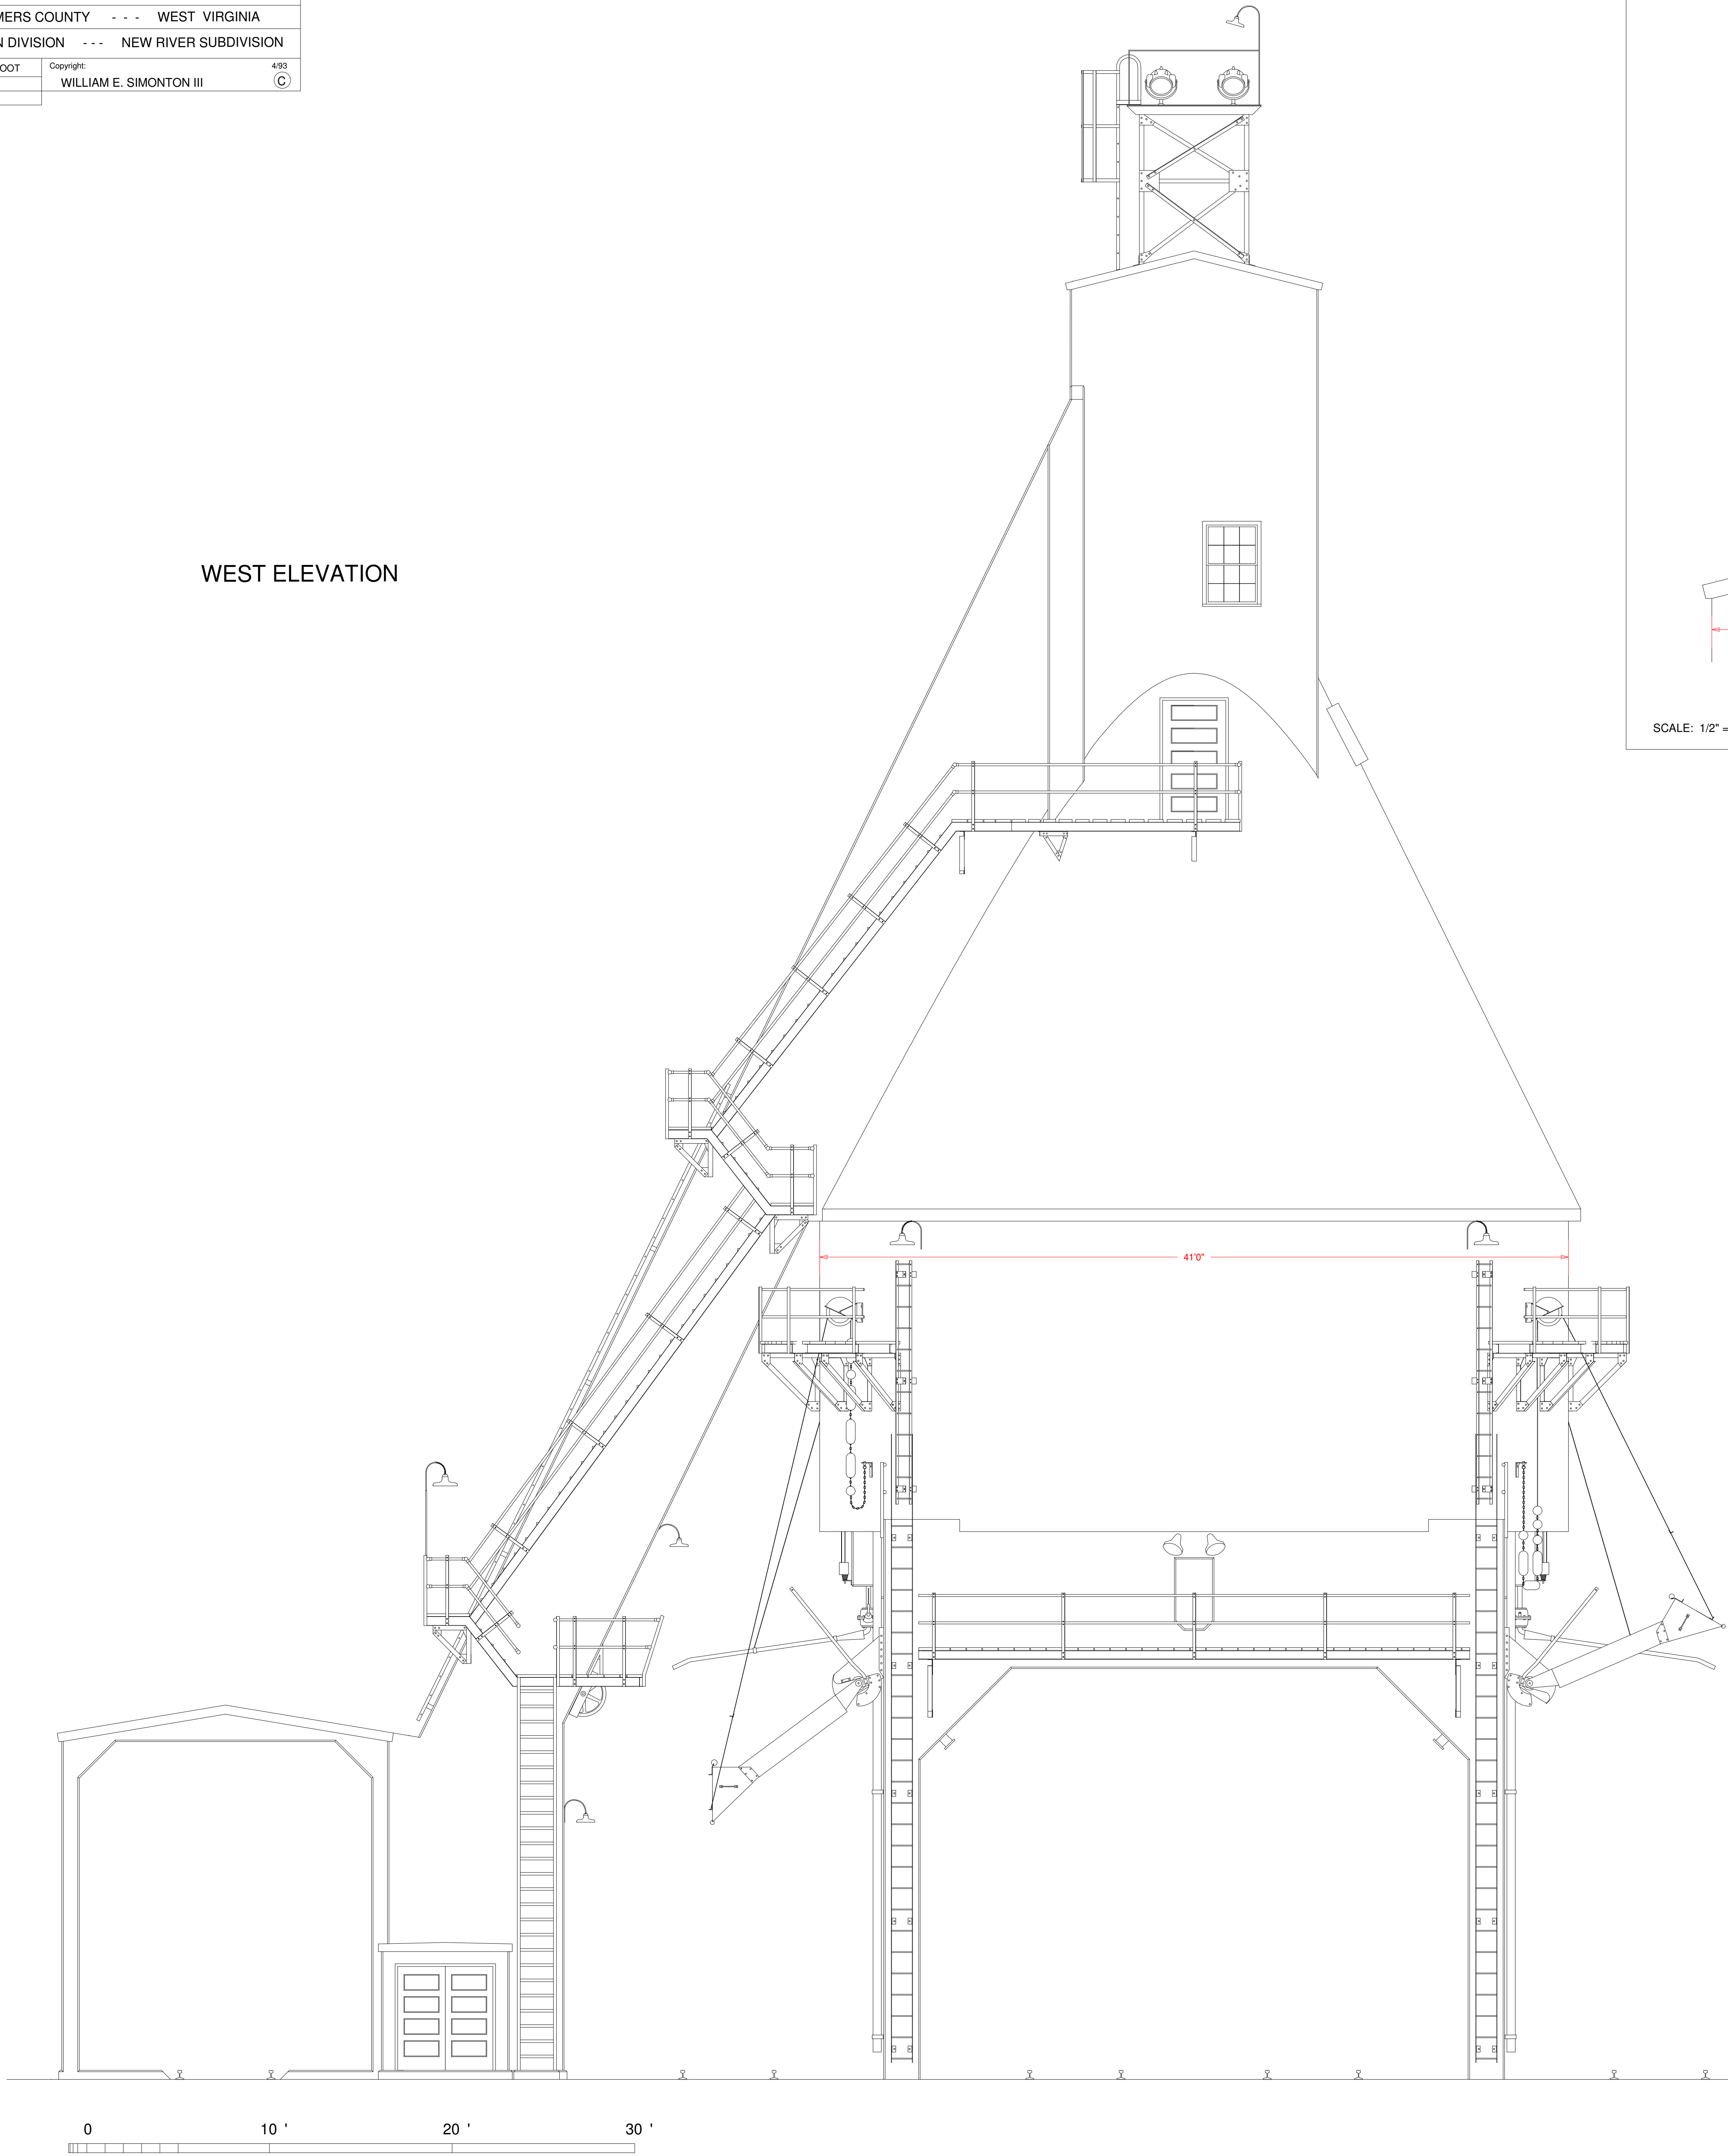 MERS COUNTY - - - WEST VIRGINIA
N DIVISION - - - NEW RIVER SUBDIVISION
OOT
Copyright: 4/93
WILLIAM E. SIMONTON III ©
WEST ELEVATION
SCALE: 1/2" =
41'0"
0 10 ' 20 ' 30 '